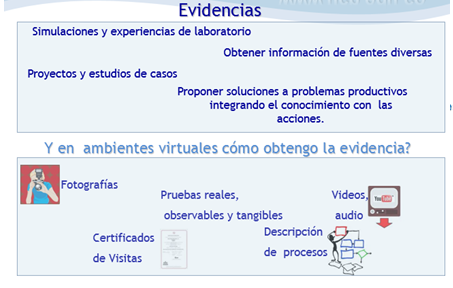 Evidencias
Simulaciones y experiencias de laboratorio
Obtener información de fuentes diversas
Proyectos y estudios de casos
Proponer soluciones a problemas productivos
integrando el conocimiento con las
acciones.
Y en ambientes virtuales cómo obtengo la evidencia?
Fotografías
Pruebas reales,
observables y tangibles
Videos,
audio
You Tube
Certificados
de Visitas
Descripción
de procesos